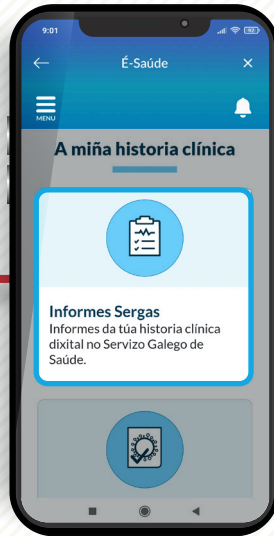 9:01
92
É-Saúde
MENU
A miña historia clínica
Informes Sergas
Informes da túa historia clínica
dixital no Servizo Galego de
Saúde.